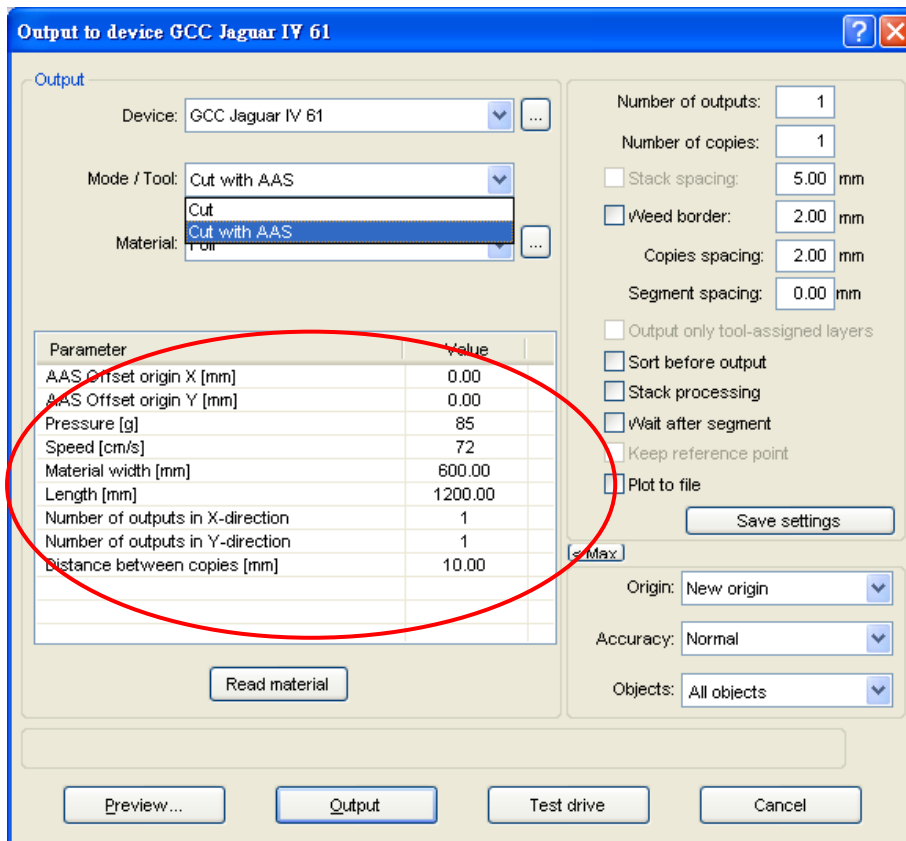 Output to device GCC Jaguar IV 61
Output
Device: GCC Jaguar IV 61 ...
Mode / Tool: Cut with AAS
Cut
Cut with AAS
Material: ...
Parameter Value
AAS Offset origin X [mm] 0.00
AAS Offset origin Y [mm] 0.00
Pressure [g] 85
Speed [cm/s] 72
Material width [mm] 600.00
Length [mm] 1200.00
Number of outputs in X-direction 1
Number of outputs in Y-direction 1
Distance between copies [mm] 10.00
Read material
Number of outputs: 1
Number of copies: 1
Stack spacing: 5.00 mm
Weed border: 2.00 mm
Copies spacing: 2.00 mm
Segment spacing: 0.00 mm
Output only tool-assigned layers
Sort before output
Stack processing
Wait after segment
Keep reference point
Plot to file
Save settings
< Max
Origin: New origin
Accuracy: Normal
Objects: All objects
Preview...
Output
Test drive
Cancel